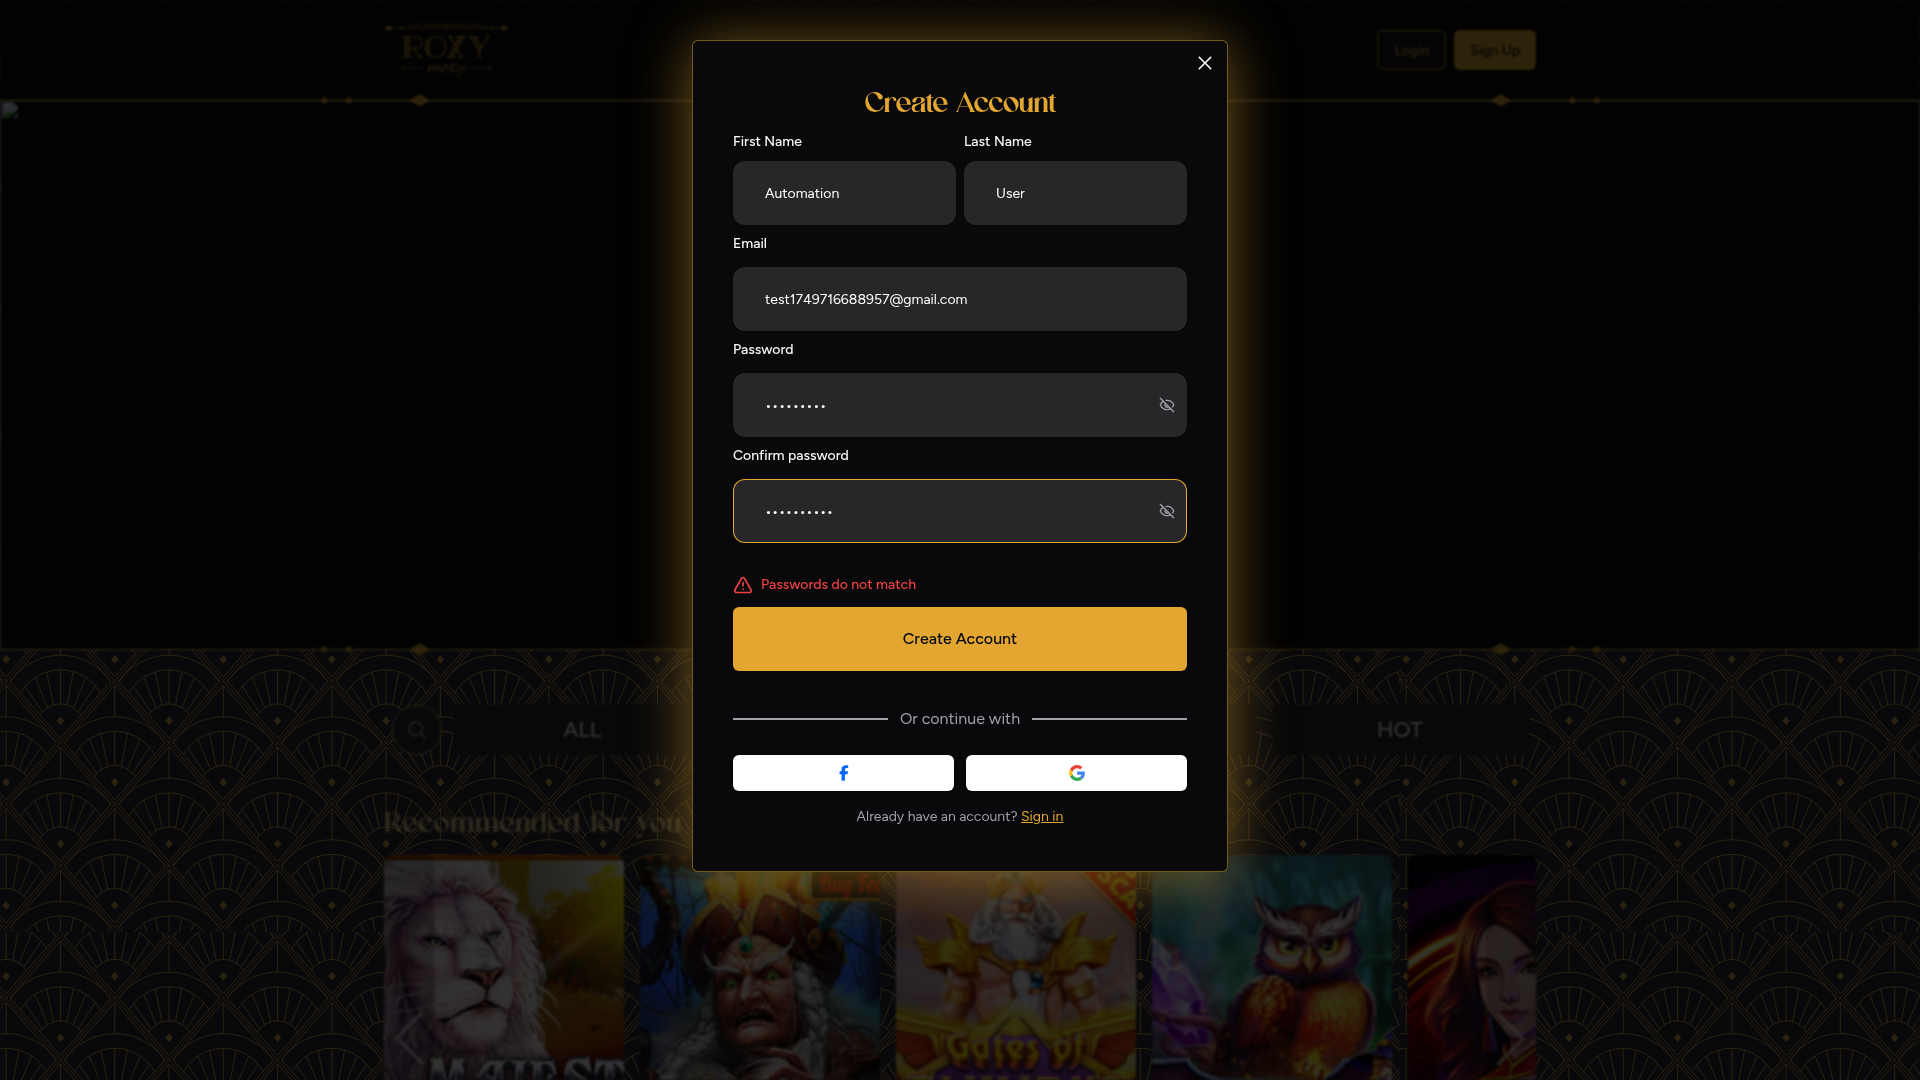 ROXY
moxy
Login
Sign Up
Create Account
First Name
Last Name
Automation
User
Email
test1749716688957@gmail.com
Password
•••••••••
Confirm password
••••••••••
Passwords do not match
Create Account
Or continue with
Already have an account? Sign in
ALL
HOT
Recommended for you
Buy
Gates of